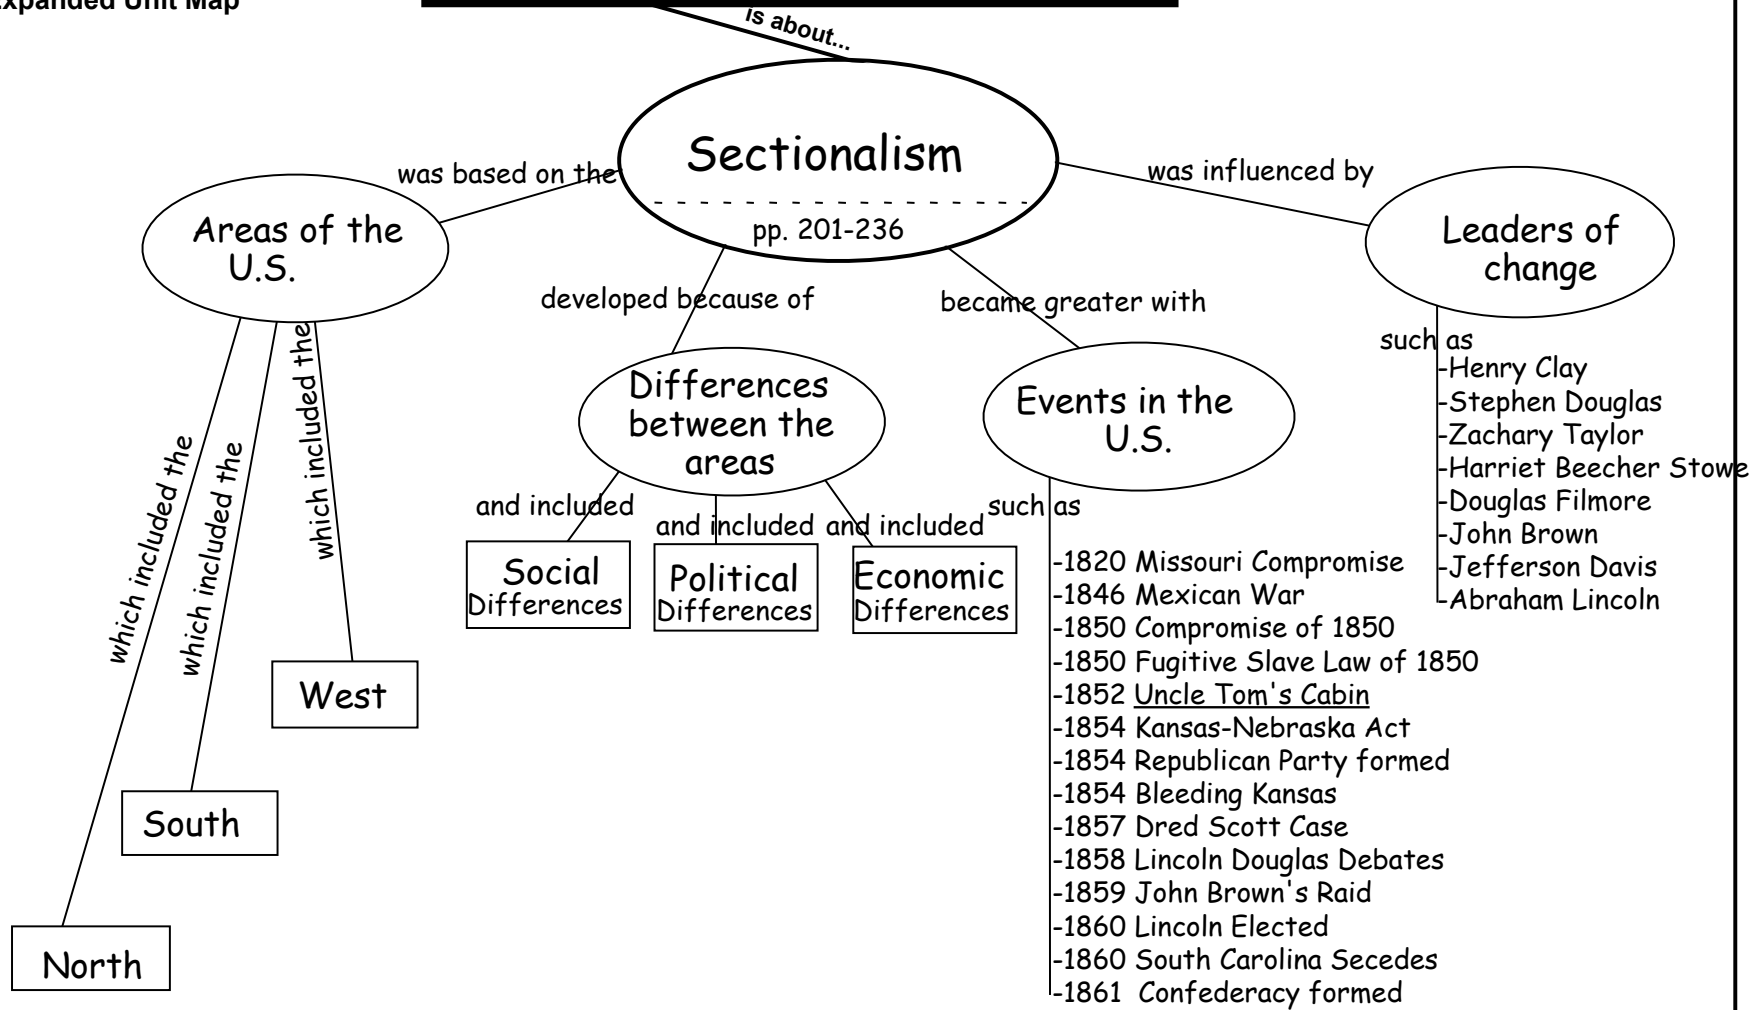 Expanded Unit Map
is about...
Sectionalism
pp. 201-236
was based on the
Areas of the
U.S.
which included the
North
which included the
South
which included the
West
developed because of
Differences
between the
areas
and included
Social
Differences
and included
Political
Differences
and included
Economic
Differences
became greater with
Events in the
U.S.
such as
-1820 Missouri Compromise
-1846 Mexican War
-1850 Compromise of 1850
-1850 Fugitive Slave Law of 1850
-1852 Uncle Tom's Cabin
-1854 Kansas-Nebraska Act
-1854 Republican Party formed
-1854 Bleeding Kansas
-1857 Dred Scott Case
-1858 Lincoln Douglas Debates
-1859 John Brown's Raid
-1860 Lincoln Elected
-1860 South Carolina Secedes
-1861 Confederacy formed
was influenced by
Leaders of
change
such as
-Henry Clay
-Stephen Douglas
-Zachary Taylor
-Harriet Beecher Stowe
-Douglas Filmore
-John Brown
-Jefferson Davis
-Abraham Lincoln